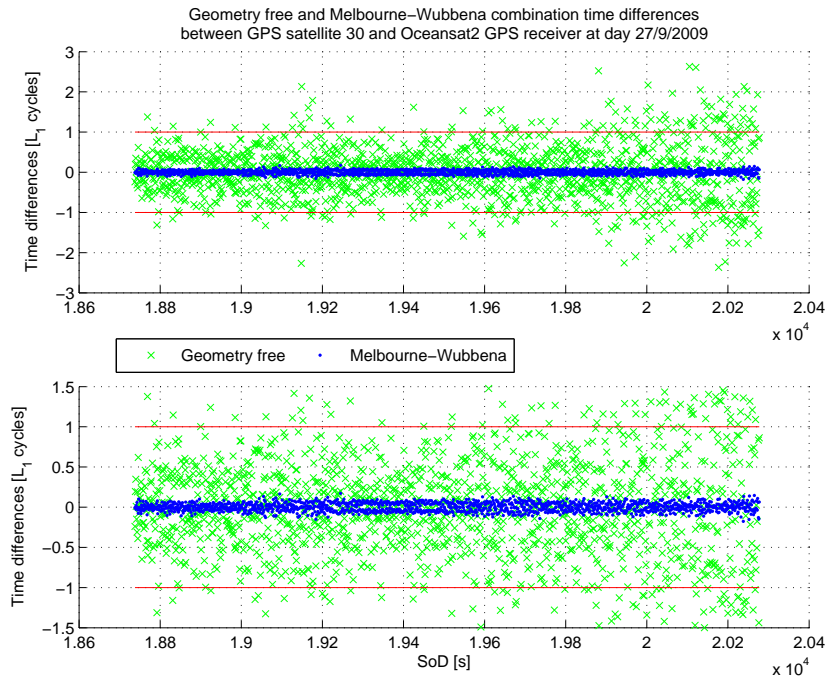 Geometry free and Melbourne−Wubbena combination time differences
between GPS satellite 30 and Oceansat2 GPS receiver at day 27/9/2009
Time differences [L1 cycles]
3
2
1
0
−1
−2
−3
1.86 1.88 1.9 1.92 1.94 1.96 1.98 2 2.02 2.04
x 10^4
Geometry free Melbourne−Wubbena
Time differences [L1 cycles]
1.5
1
0.5
0
−0.5
−1
−1.5
1.86 1.88 1.9 1.92 1.94 1.96 1.98 2 2.02 2.04
SoD [s]
x 10^4